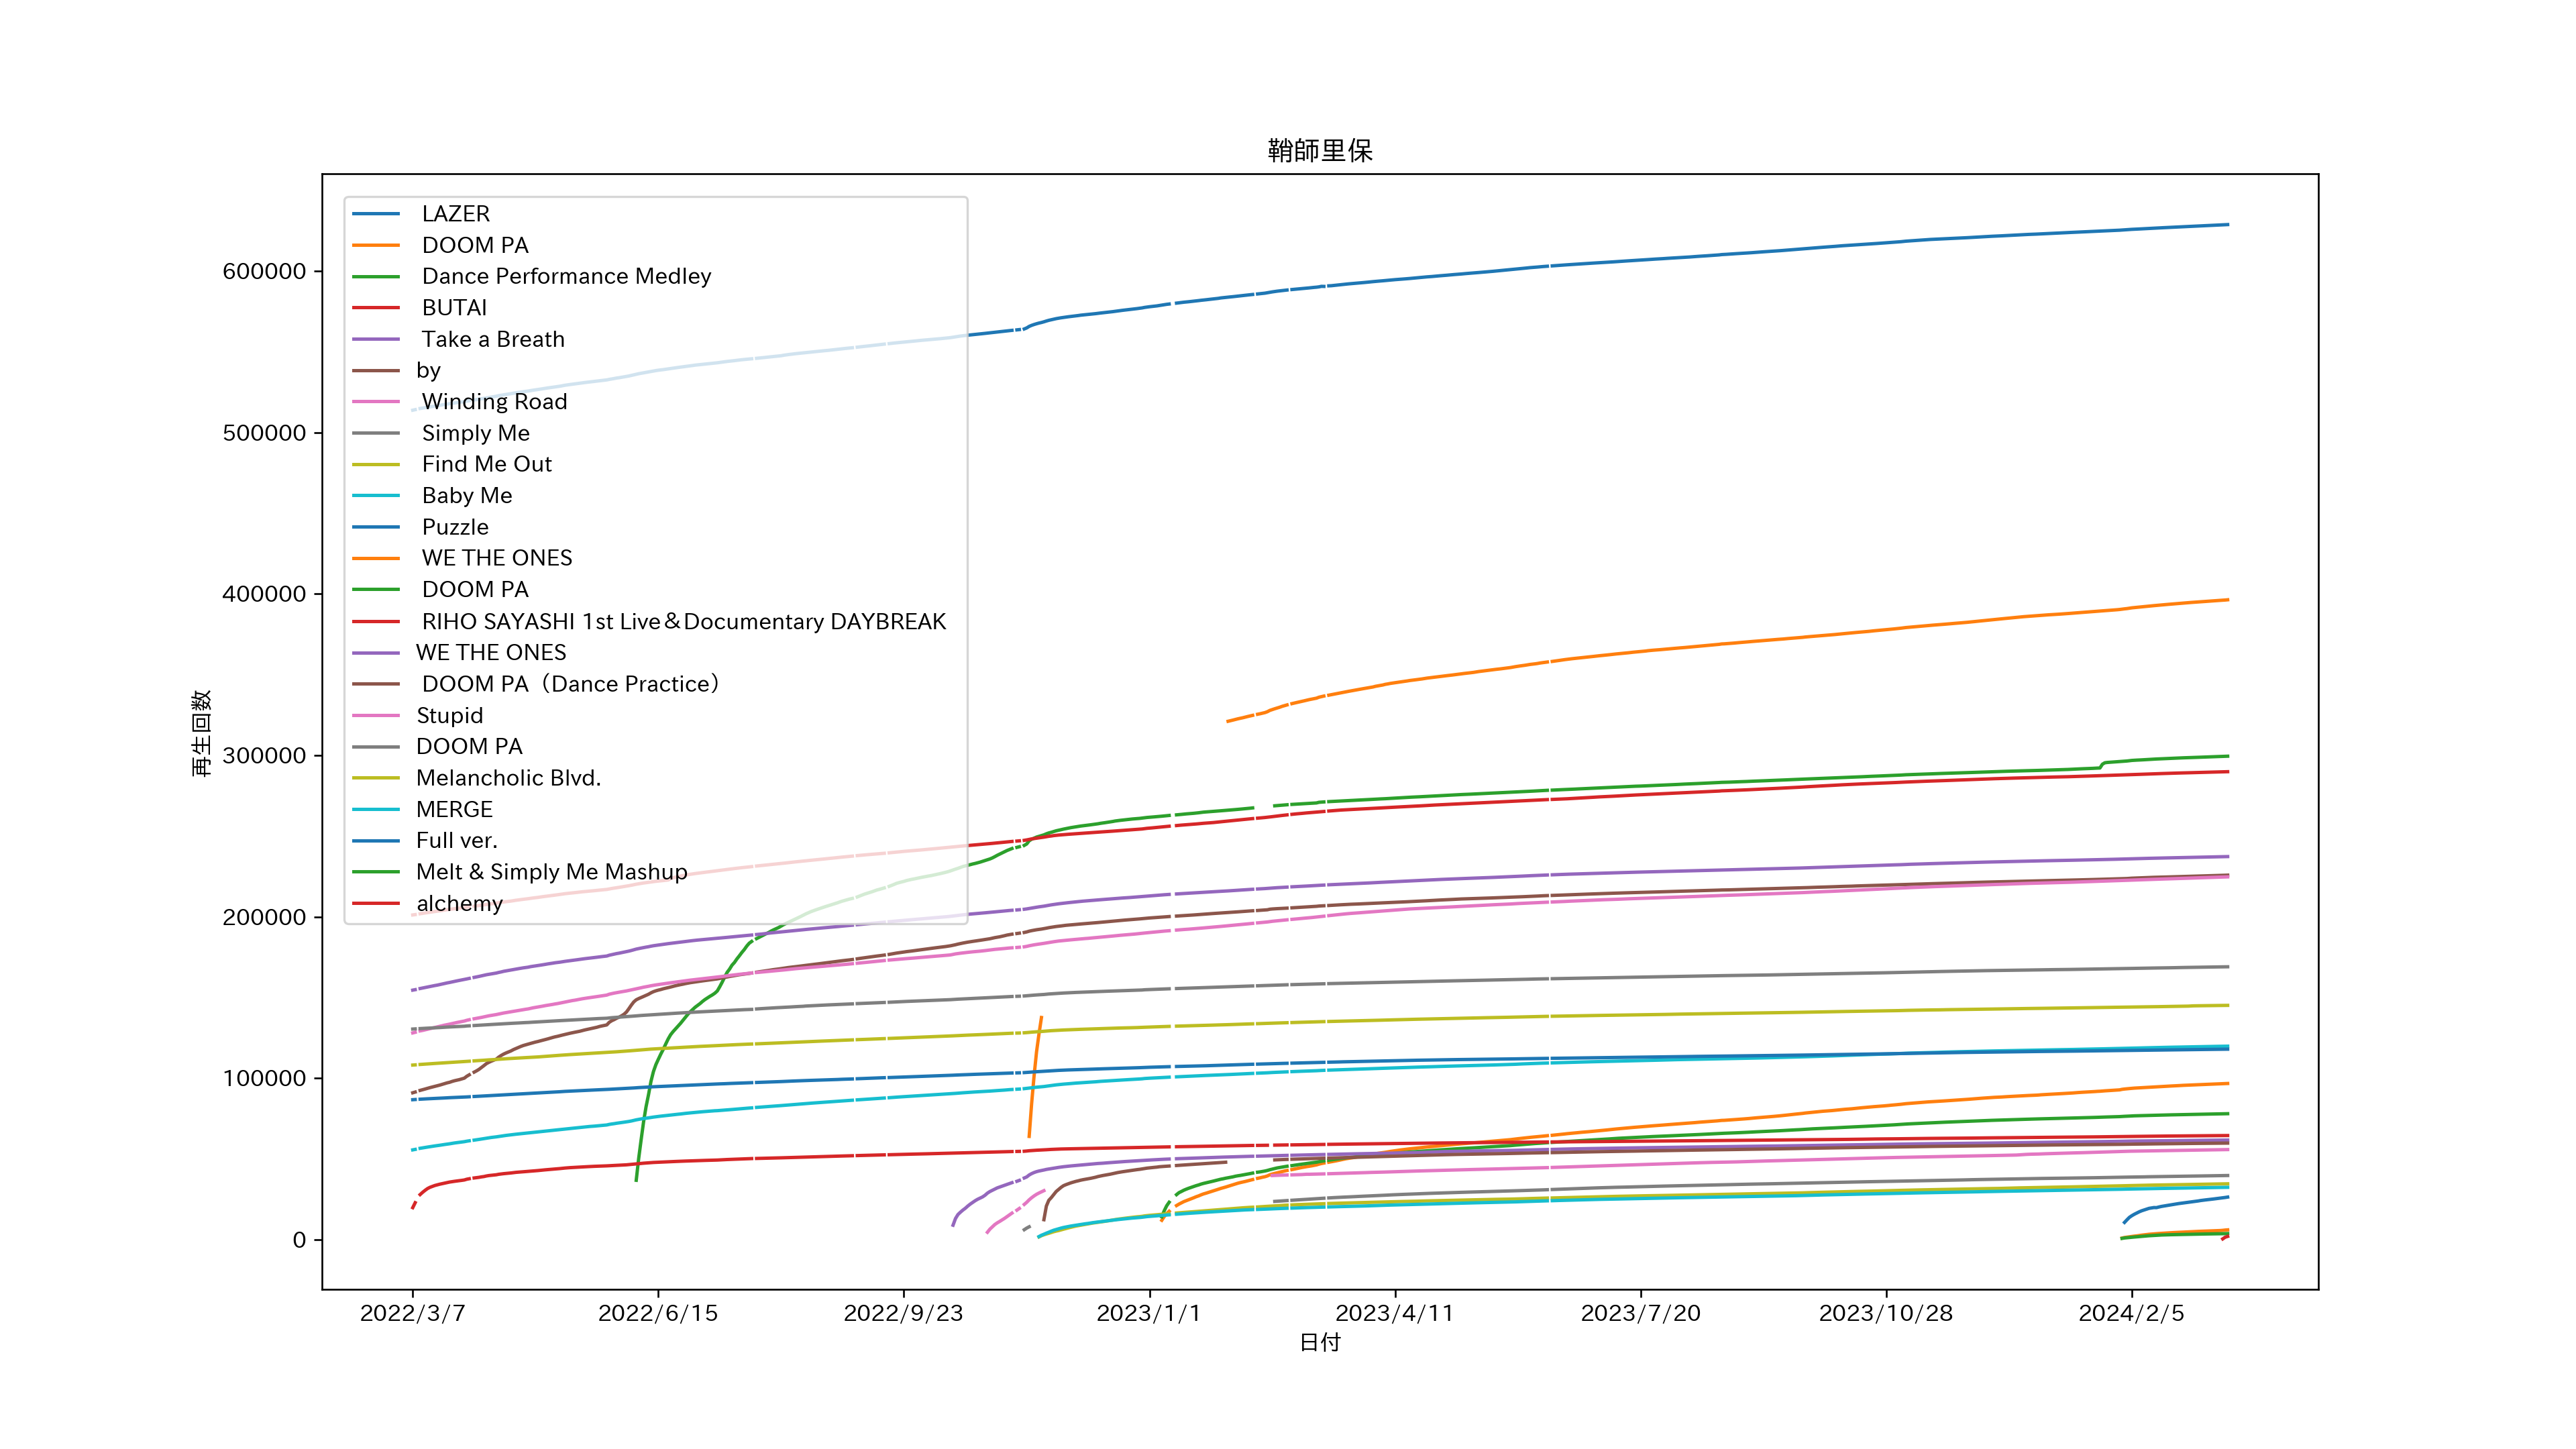 鞘師里保
LAZER
DOOM PA
Dance Performance Medley
BUTAI
Take a Breath
by
Winding Road
Simply Me
Find Me Out
Baby Me
Puzzle
WE THE ONES
DOOM PA
RIHO SAYASHI 1st Live＆Documentary DAYBREAK
WE THE ONES
DOOM PA（Dance Practice）
Stupid
DOOM PA
Melancholic Blvd.
MERGE
Full ver.
Melt & Simply Me Mashup
alchemy
再生回数
600000
500000
400000
300000
200000
100000
0
2022/3/7 2022/6/15 2022/9/23 2023/1/1 2023/4/11 2023/7/20 2023/10/28 2024/2/5
日付